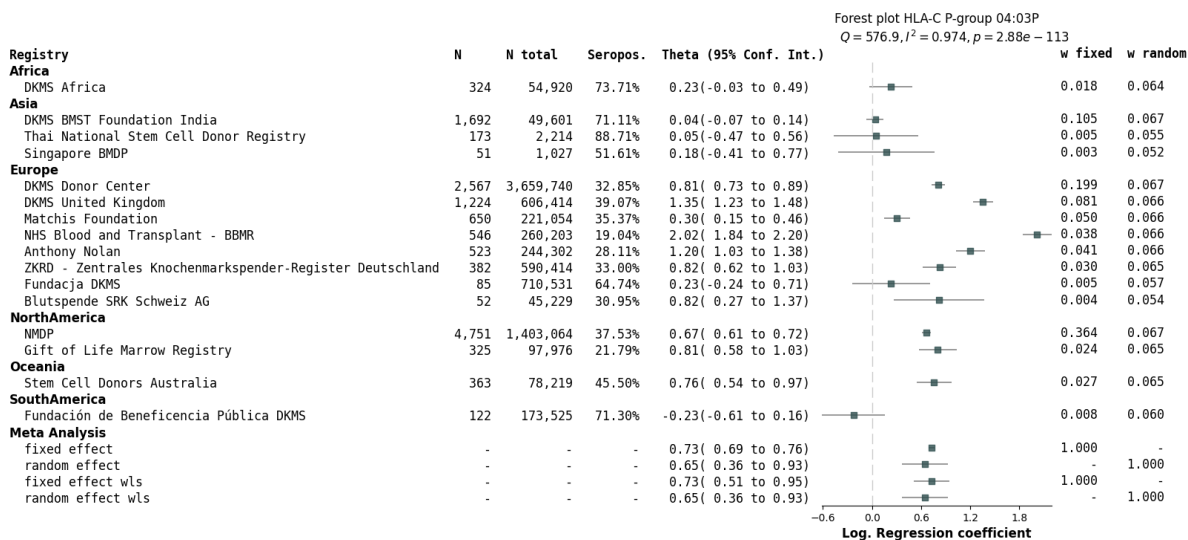 Forest plot HLA-C P-group 04:03P
Q = 576.9, I² = 0.974, p = 2.88e − 113
Registry N N total Seropos. Theta (95% Conf. Int.) w fixed w random
Africa
DKMS Africa 324 54,920 73.71% 0.23(-0.03 to 0.49) 0.018 0.064
Asia
DKMS BMST Foundation India 1,692 49,601 71.11% 0.04(-0.07 to 0.14) 0.105 0.067
Thai National Stem Cell Donor Registry 173 2,214 88.71% 0.05(-0.47 to 0.56) 0.005 0.055
Singapore BMDP 51 1,027 51.61% 0.18(-0.41 to 0.77) 0.003 0.052
Europe
DKMS Donor Center 2,567 3,659,740 32.85% 0.81( 0.73 to 0.89) 0.199 0.067
DKMS United Kingdom 1,224 606,414 39.07% 1.35( 1.23 to 1.48) 0.081 0.066
Matchis Foundation 650 221,054 35.37% 0.30( 0.15 to 0.46) 0.050 0.066
NHS Blood and Transplant - BBMR 546 260,203 19.04% 2.02( 1.84 to 2.20) 0.038 0.066
Anthony Nolan 523 244,302 28.11% 1.20( 1.03 to 1.38) 0.041 0.066
ZKRD - Zentrales Knochenmarkspender-Register Deutschland 382 590,414 33.00% 0.82( 0.62 to 1.03) 0.030 0.065
Fundacja DKMS 85 710,531 64.74% 0.23(-0.24 to 0.71) 0.005 0.057
Blutspende SRK Schweiz AG 52 45,229 30.95% 0.82( 0.27 to 1.37) 0.004 0.054
NorthAmerica
NMDP 4,751 1,403,064 37.53% 0.67( 0.61 to 0.72) 0.364 0.067
Gift of Life Marrow Registry 325 97,976 21.79% 0.81( 0.58 to 1.03) 0.024 0.065
Oceania
Stem Cell Donors Australia 363 78,219 45.50% 0.76( 0.54 to 0.97) 0.027 0.065
SouthAmerica
Fundación de Beneficencia Pública DKMS 122 173,525 71.30% -0.23(-0.61 to 0.16) 0.008 0.060
Meta Analysis
fixed effect - - - 0.73( 0.69 to 0.76) 1.000 -
random effect - - - 0.65( 0.36 to 0.93) - 1.000
fixed effect wls - - - 0.73( 0.51 to 0.95) 1.000 -
random effect wls - - - 0.65( 0.36 to 0.93) - 1.000
−0.6 0.0 0.6 1.2 1.8
Log. Regression coefficient